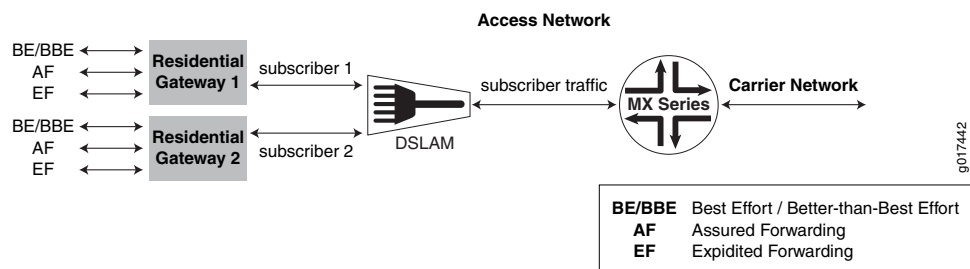 Access Network
BE/BBE
AF
EF
Residential
Gateway 1
subscriber 1
BE/BBE
AF
EF
Residential
Gateway 2
subscriber 2
DSLAM
subscriber traffic
MX Series
Carrier Network
g017442
BE/BBE Best Effort / Better-than-Best Effort
AF Assured Forwarding
EF Expidited Forwarding